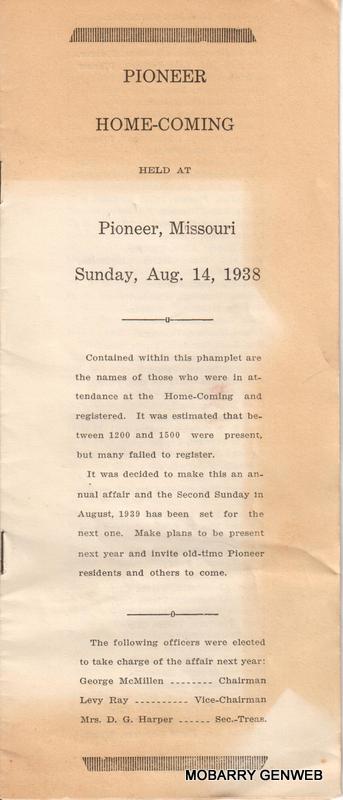 PIONEER
HOME-COMING
HELD AT
Pioneer, Missouri
Sunday, Aug. 14, 1938
Contained within this phamplet are
the names of those who were in at-
tendance at the Home-Coming and
registered. It was estimated that be-
tween 1200 and 1500 were present,
but many failed to register.
It was decided to make this an an-
nual affair and the Second Sunday in
August, 1939 has been set for the
next one. Make plans to be present
next year and invite old-time Pioneer
residents and others to come.
The following officers were elected
to take charge of the affair next year:
George McMillen -------- Chairman
Levy Ray ---------- Vice-Chairman
Mrs. D. G. Harper ------ Sec.-Treas.
MOBARRY GENWEB